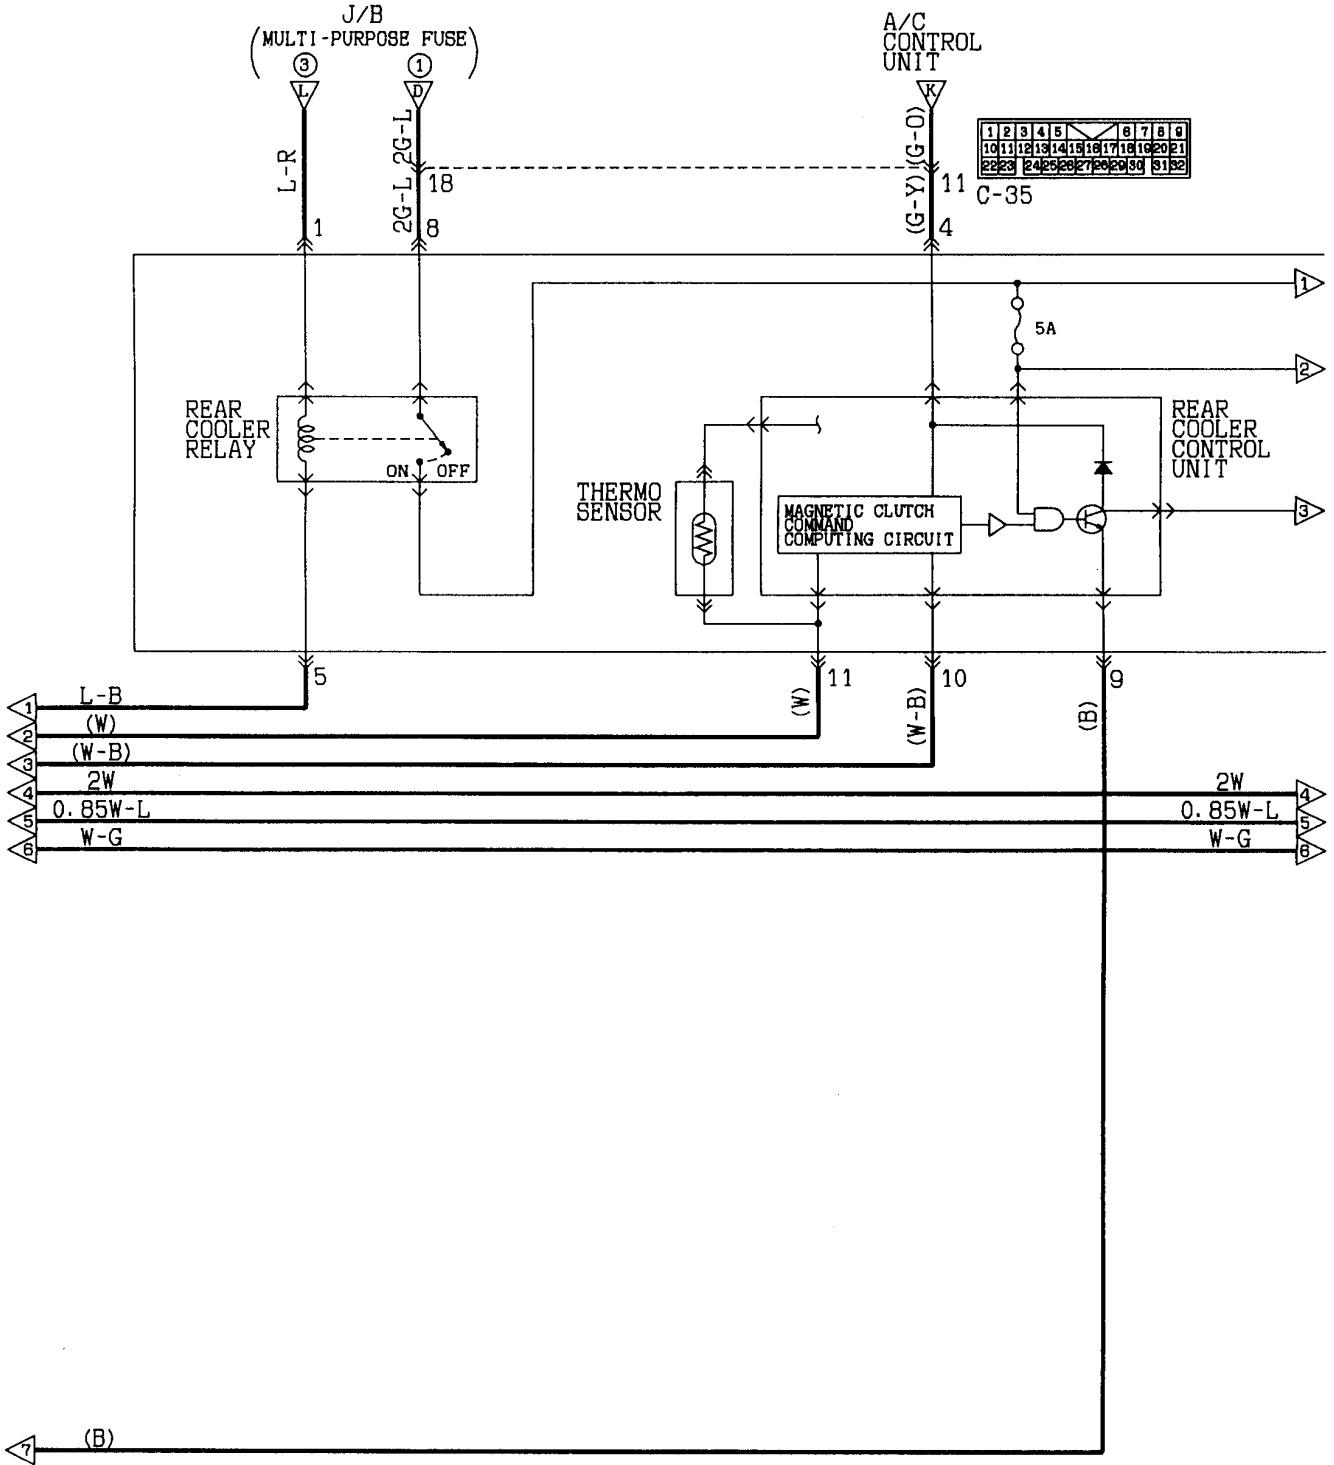 J/B
(MULTI-PURPOSE FUSE)
3
1
L
D
A/C
CONTROL
UNIT
K
L-R
2G-L
2G-L
(G-O)
(G-Y)
18
11
1
8
4
1 2 3 4 5 6 7 8 9
10 11 12 13 14 15 16 17 18 19 20 21
22 23 24 25 26 27 28 29 30 31 32
C-35
1
5A
2
REAR
COOLER
RELAY
ON OFF
REAR
COOLER
CONTROL
UNIT
THERMO
SENSOR
MAGNETIC CLUTCH
COMMAND
COMPUTING CIRCUIT
3
5
11
10
9
(W)
(W-B)
(B)
1 L-B
2 (W)
3 (W-B)
4 2W
2W 4
5 0.85W-L
0.85W-L 5
6 W-G
W-G 6
7 (B)